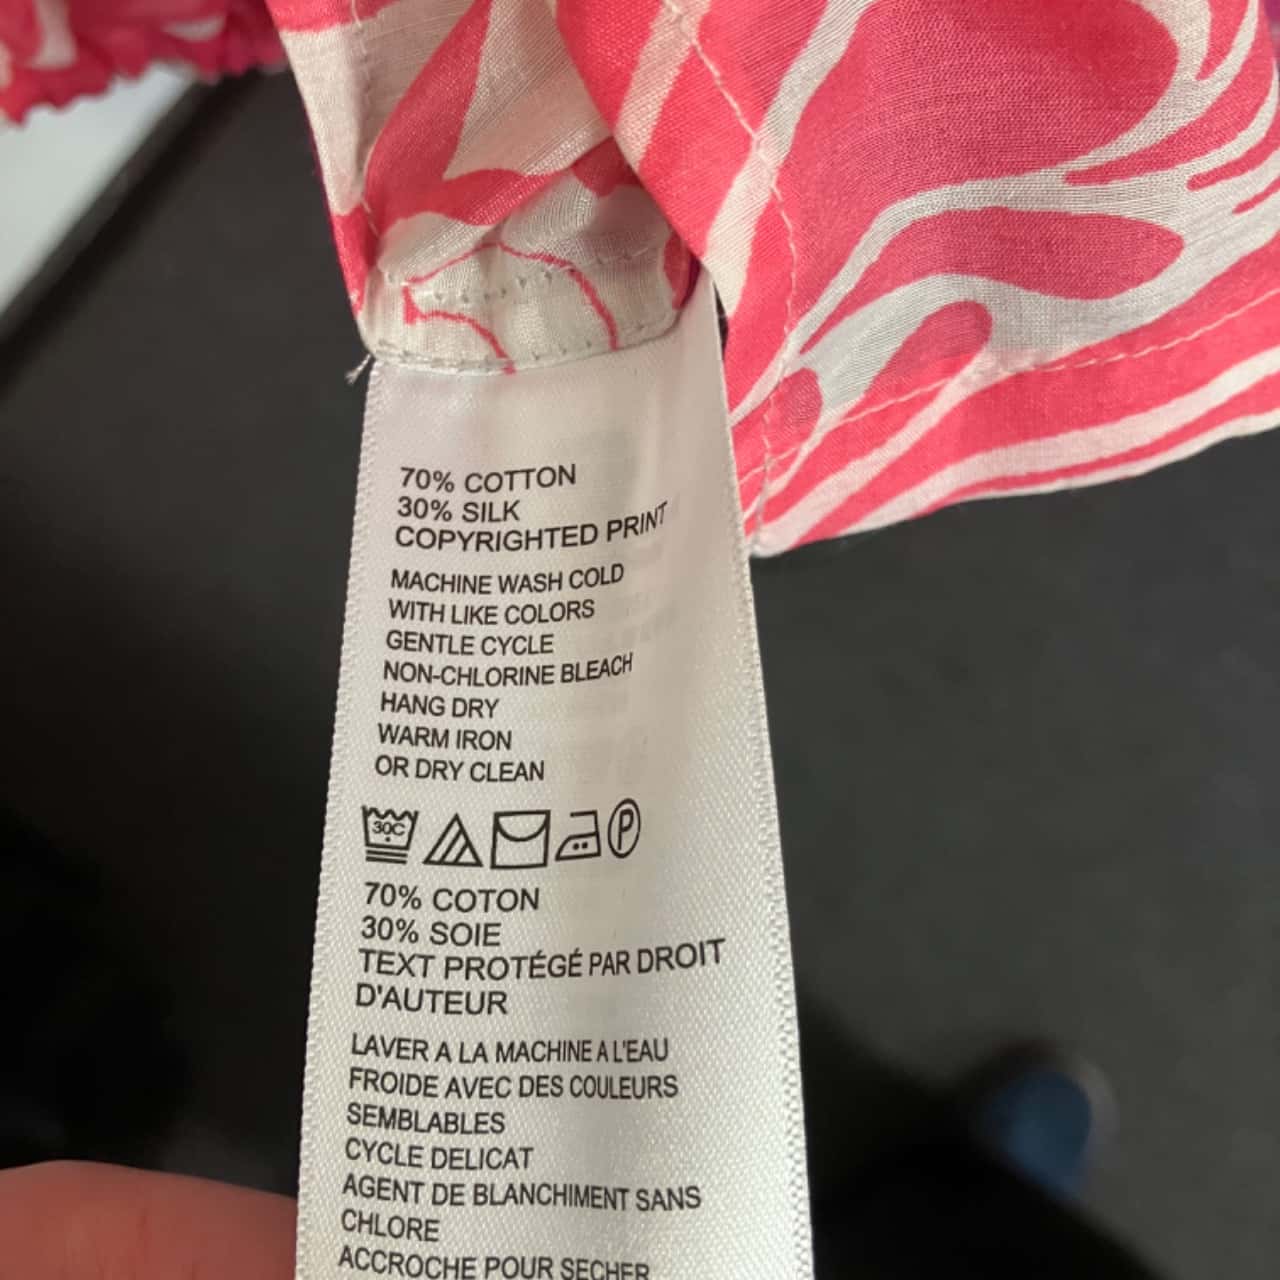 70% COTTON
30% SILK
COPYRIGHTED PRINT
MACHINE WASH COLD
WITH LIKE COLORS
GENTLE CYCLE
NON-CHLORINE BLEACH
HANG DRY
WARM IRON
OR DRY CLEAN
30C P
70% COTON
30% SOIE
TEXT PROTÉGÉ PAR DROIT
D'AUTEUR
LAVER A LA MACHINE A L'EAU
FROIDE AVEC DES COULEURS
SEMBLABLES
CYCLE DELICAT
AGENT DE BLANCHIMENT SANS
CHLORE
ACCROCHE POUR SECHER